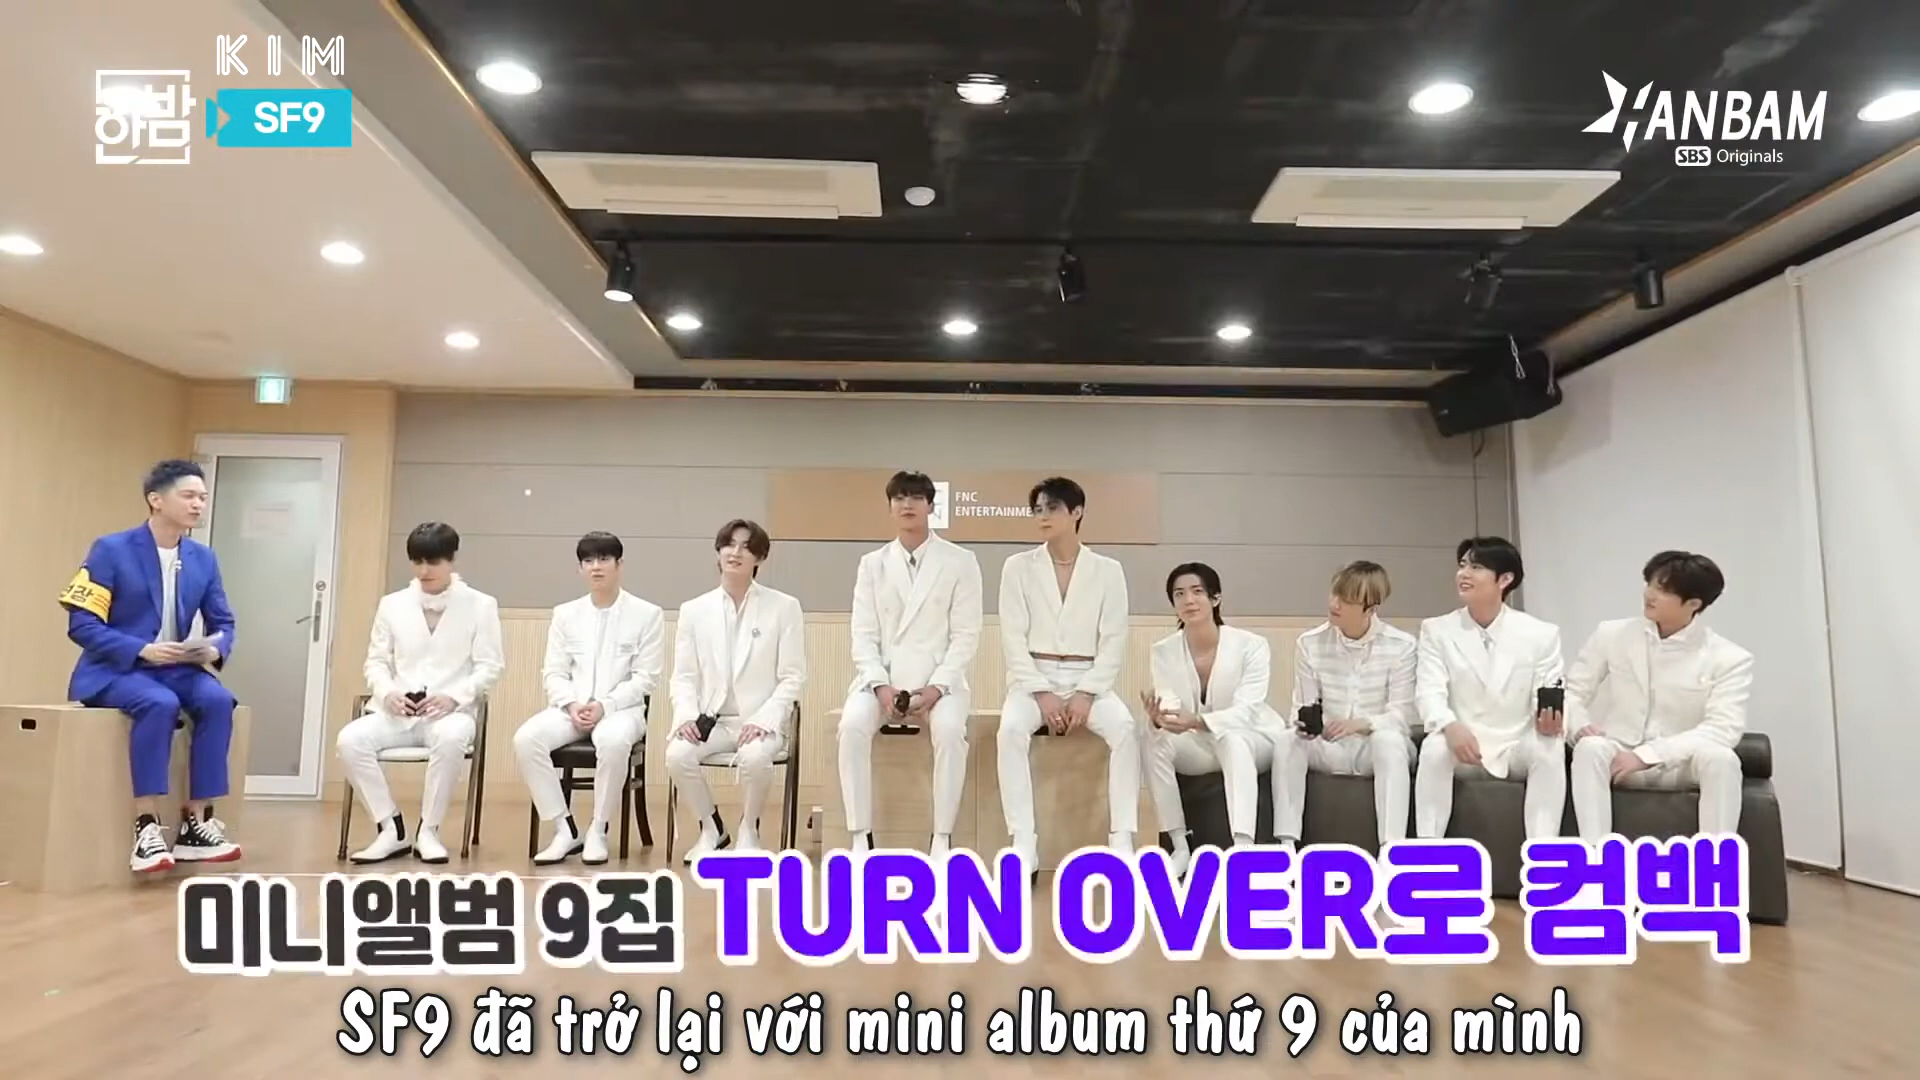 KIM
하밤
SF9
HANBAM
SBS Originals
FNC
ENTERTAINME
미니앨범 9집 TURN OVER로 컴백
SF9 đã trở lại với mini album thứ 9 của mình